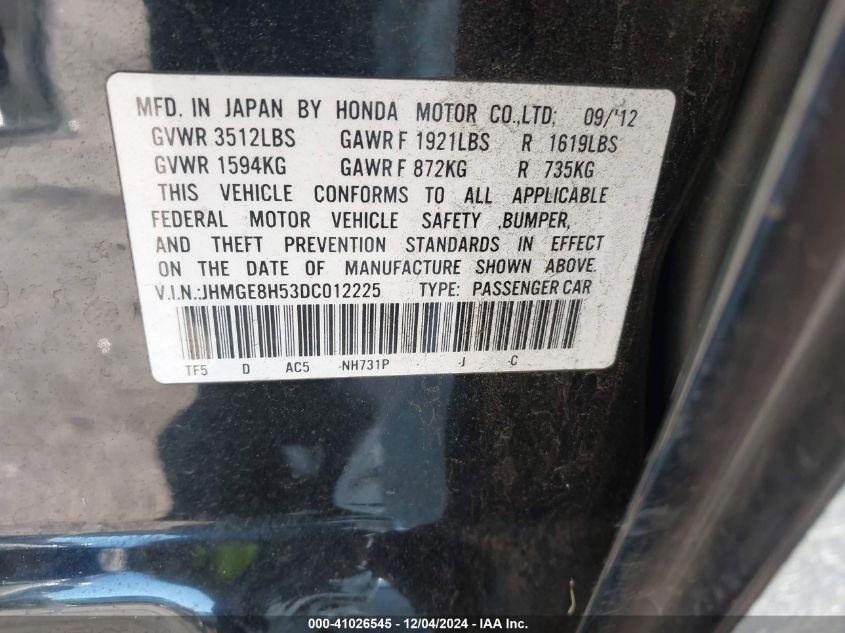 MFD. IN JAPAN BY HONDA MOTOR CO.,LTD; 09/'12
GVWR 3512LBS GAWR F 1921LBS R 1619LBS
GVWR 1594KG GAWR F 872KG R 735KG
THIS VEHICLE CONFORMS TO ALL APPLICABLE
FEDERAL MOTOR VEHICLE SAFETY ,BUMPER,
AND THEFT PREVENTION STANDARDS IN EFFECT
ON THE DATE OF MANUFACTURE SHOWN ABOVE.
V.I.N.:JHMGE8H53DC012225 TYPE: PASSENGER CAR
TF5 D AC5 -NH731P -J -C
000-41026545 - 12/04/2024 - IAA Inc.